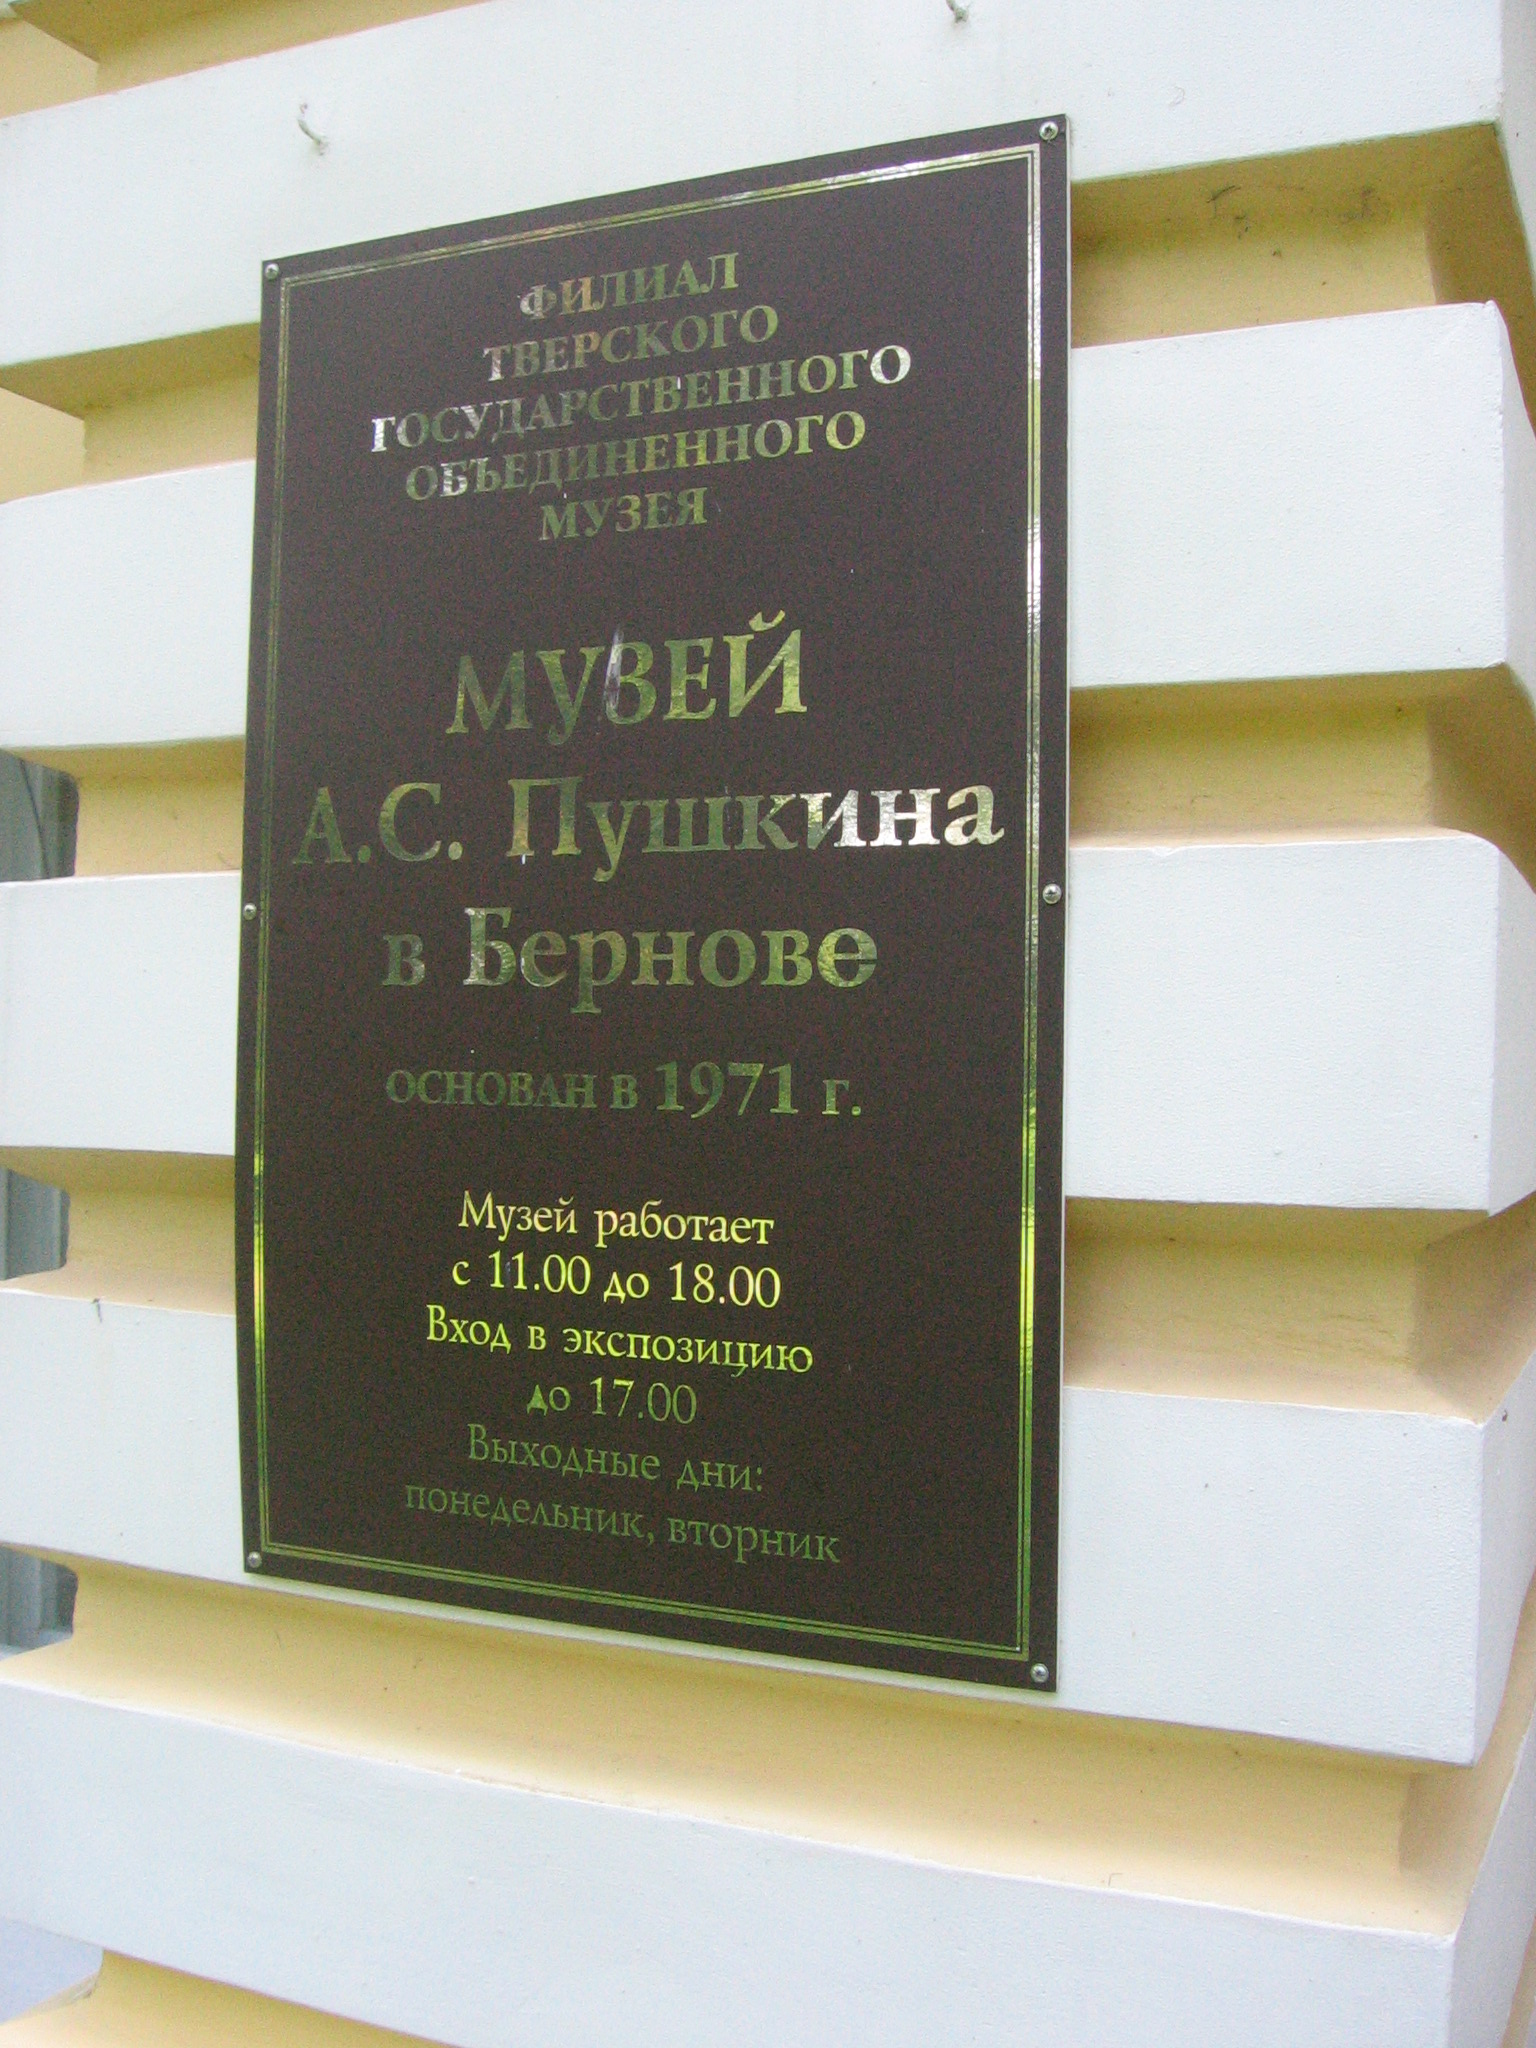 ФИЛИАЛ
ТВЕРСКОГО
ГОСУДАРСТВЕННОГО
ОБЪЕДИНЕННОГО
МУЗЕЯ
МУЗЕЙ
А.С. Пушкина
в Бернове
ОСНОВАН В 1971 г.
Музей работает
с 11.00 до 18.00
Вход в экспозицию
до 17.00
Выходные дни:
понедельник, вторник